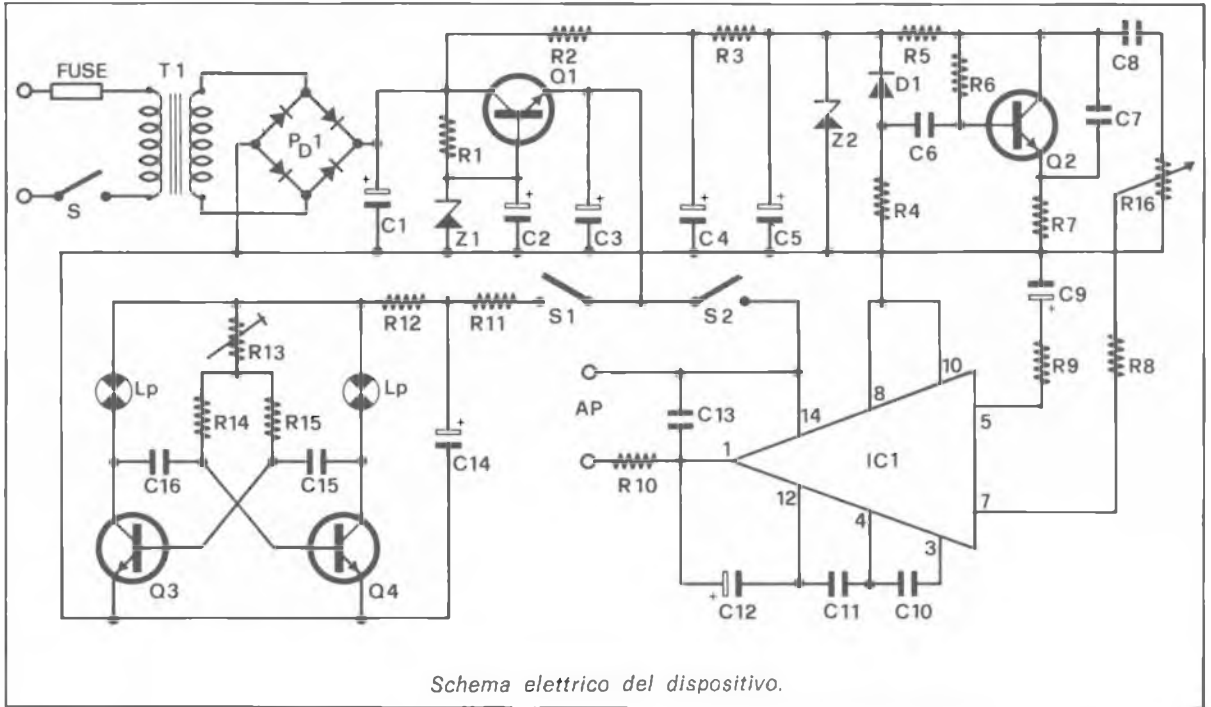 FUSE
T1
S
PD1
C1
R1
Z1
Q1
C2
C3
R2
C4
R3
C5
Z2
D1
R4
R5
C6
R6
Q2
R7
C7
C8
R16
R12
R11
S1
S2
C9
R13
Lp
Lp
R14
R15
C16
C15
C14
Q3
Q4
AP
C13
R10
1
14
8
10
5
7
IC1
12
4
3
R9
R8
+
C12
C11
C10
+
+
+
+
+
+
+
Schema elettrico del dispositivo.